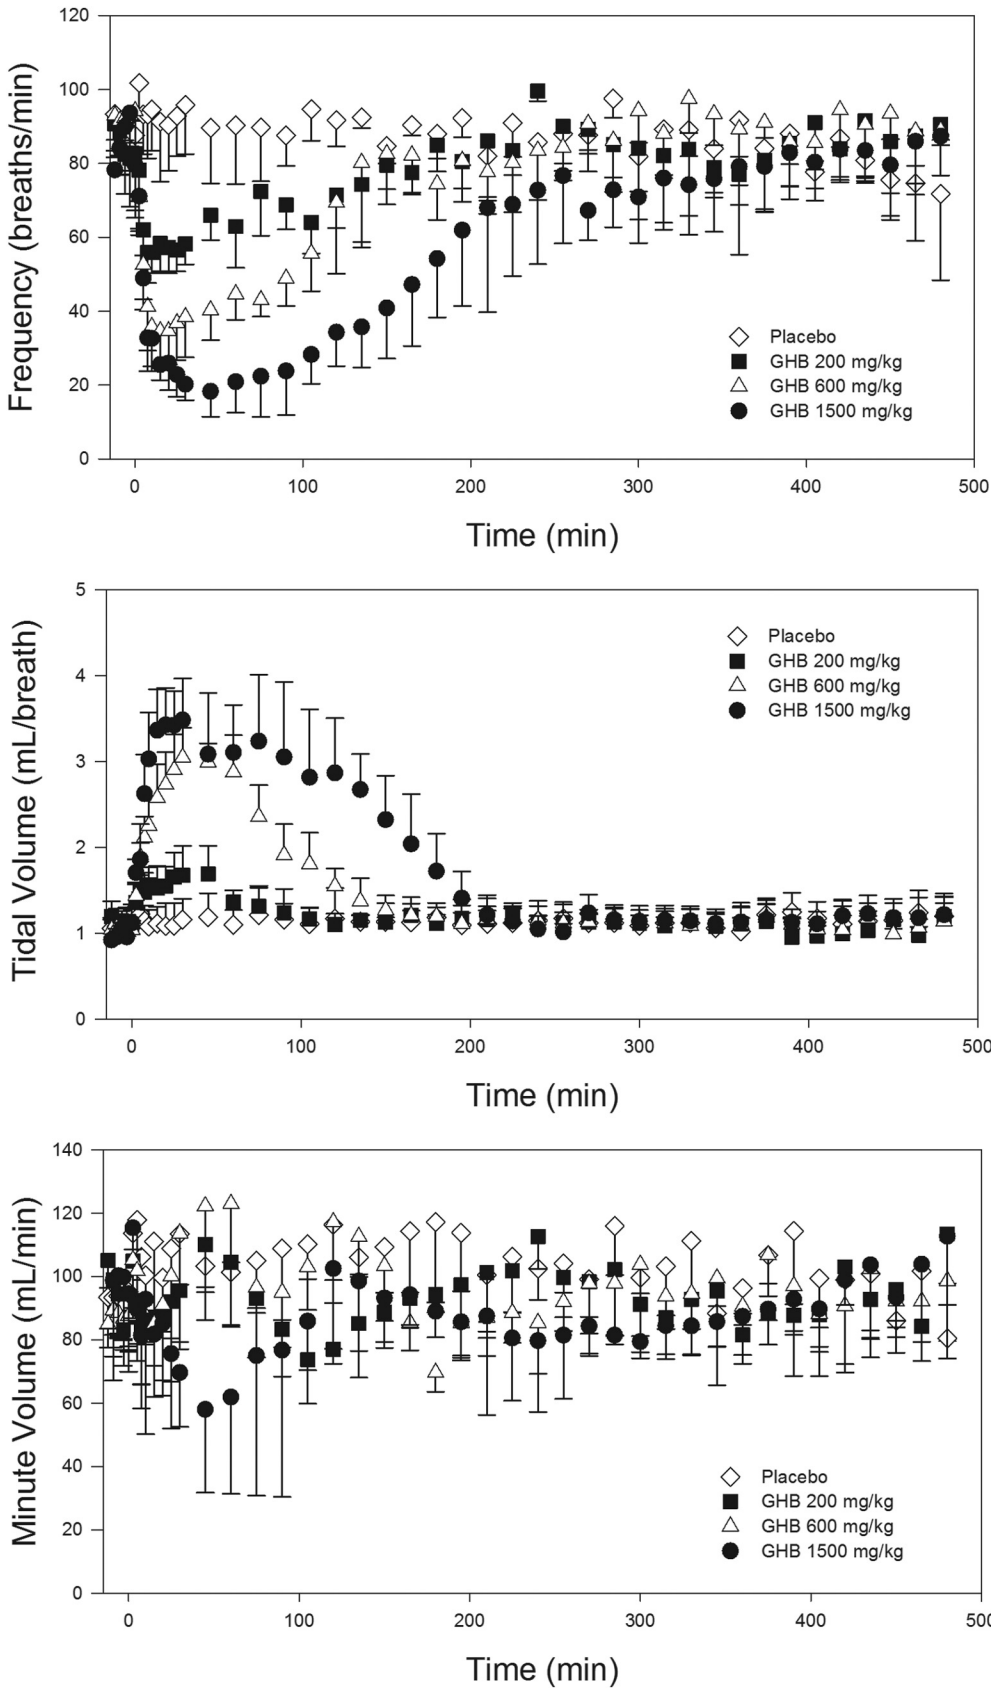 120
100
80
60
40
20
0
Frequency (breaths/min)
Placebo
GHB 200 mg/kg
GHB 600 mg/kg
GHB 1500 mg/kg
0 100 200 300 400 500
Time (min)
5
4
3
2
1
0
Tidal Volume (mL/breath)
Placebo
GHB 200 mg/kg
GHB 600 mg/kg
GHB 1500 mg/kg
0 100 200 300 400 500
Time (min)
140
120
100
80
60
40
20
0
Minute Volume (mL/min)
Placebo
GHB 200 mg/kg
GHB 600 mg/kg
GHB 1500 mg/kg
0 100 200 300 400 500
Time (min)